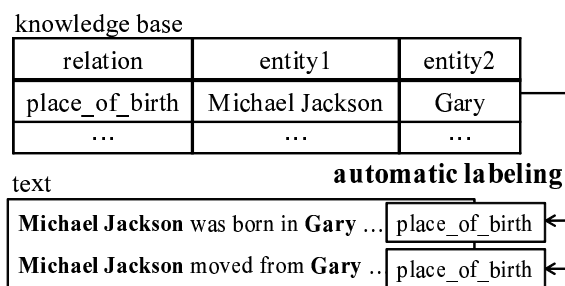 knowledge base
relation entity1 entity2
place_of_birth Michael Jackson Gary
... ... ...
automatic labeling
text
Michael Jackson was born in Gary ... place_of_birth
Michael Jackson moved from Gary .. place_of_birth